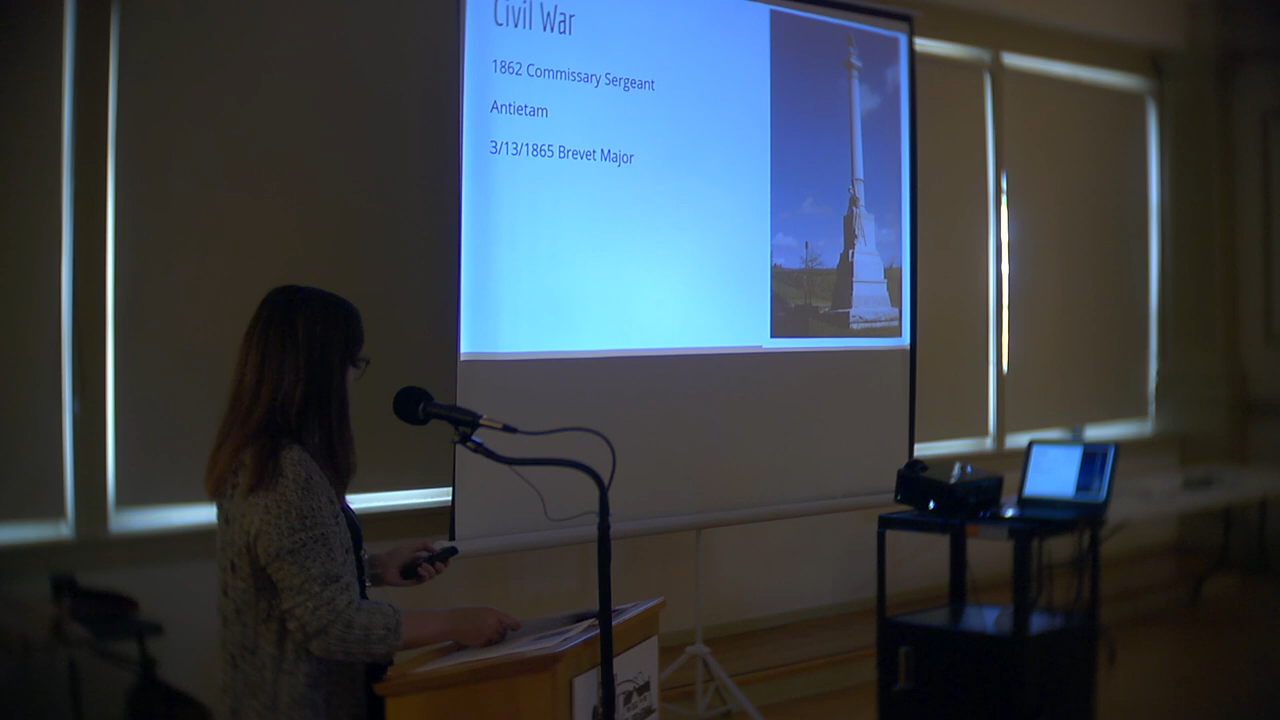 Civil War
1862 Commissary Sergeant
Antietam
3/13/1865 Brevet Major